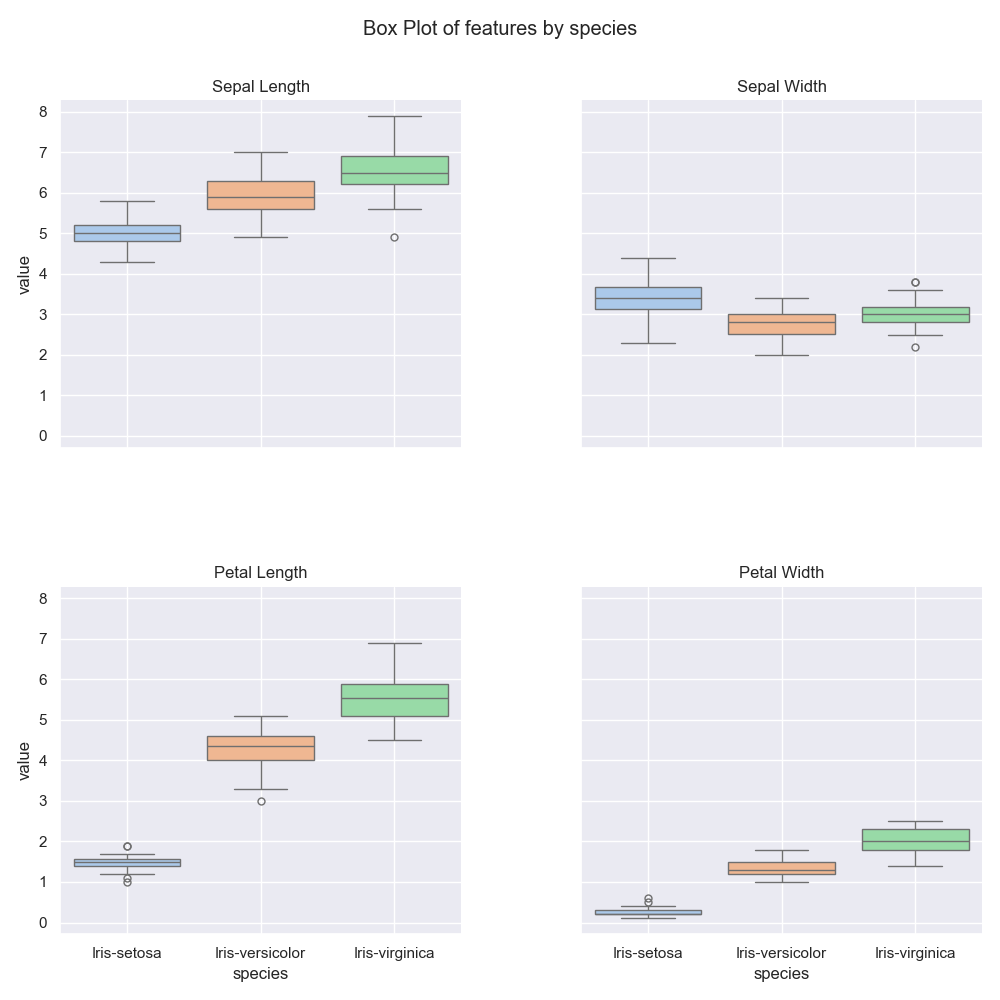 Box Plot of features by species
Sepal Length
Sepal Width
8
7
6
5
4
3
2
1
0
value
Petal Length
Petal Width
8
7
6
5
4
3
2
1
0
value
Iris-setosa Iris-versicolor Iris-virginica
species
Iris-setosa Iris-versicolor Iris-virginica
species